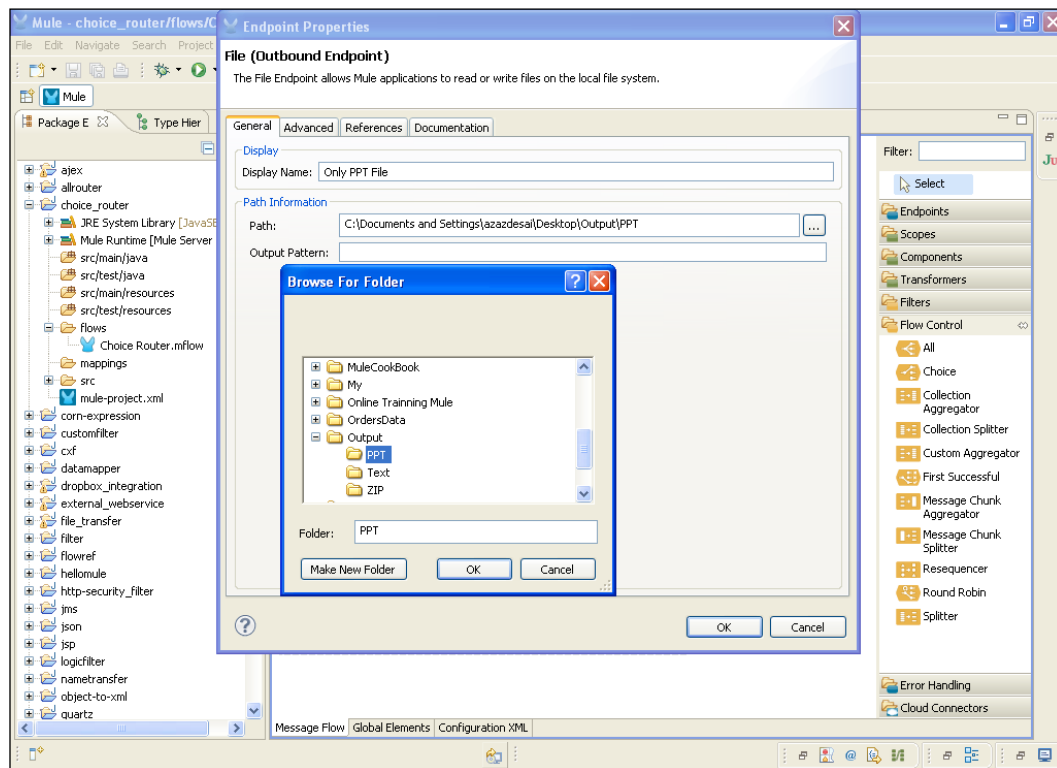 Mule - choice_router/flows/C
File Edit Navigate Search Project
Mule
Package E
Type Hier
ajex
allrouter
choice_router
JRE System Library [JavaSE
Mule Runtime [Mule Server
src/main/java
src/test/java
src/main/resources
src/test/resources
flows
Choice Router.mflow
mappings
src
mule-project.xml
corn-expression
customfilter
cxf
datamapper
dropbox_integration
external_webservice
file_transfer
filter
flowref
hellomule
http-security_filter
jms
json
jsp
logicfilter
nametransfer
object-to-xml
quartz
Endpoint Properties
File (Outbound Endpoint)
The File Endpoint allows Mule applications to read or write files on the local file system.
General Advanced References Documentation
Display
Display Name: Only PPT File
Path Information
Path: C:\Documents and Settings\azazdesai\Desktop\Output\PPT ...
Output Pattern:
Browse For Folder
MuleCookBook
My
Online Trainning Mule
OrdersData
Output
PPT
Text
ZIP
Folder: PPT
Make New Folder OK Cancel
OK Cancel
Message Flow Global Elements Configuration XML
Filter:
Select
Endpoints
Scopes
Components
Transformers
Filters
Flow Control
All
Choice
Collection
Aggregator
Collection Splitter
Custom Aggregator
First Successful
Message Chunk
Aggregator
Message Chunk
Splitter
Resequencer
Round Robin
Splitter
Error Handling
Cloud Connectors
Ju